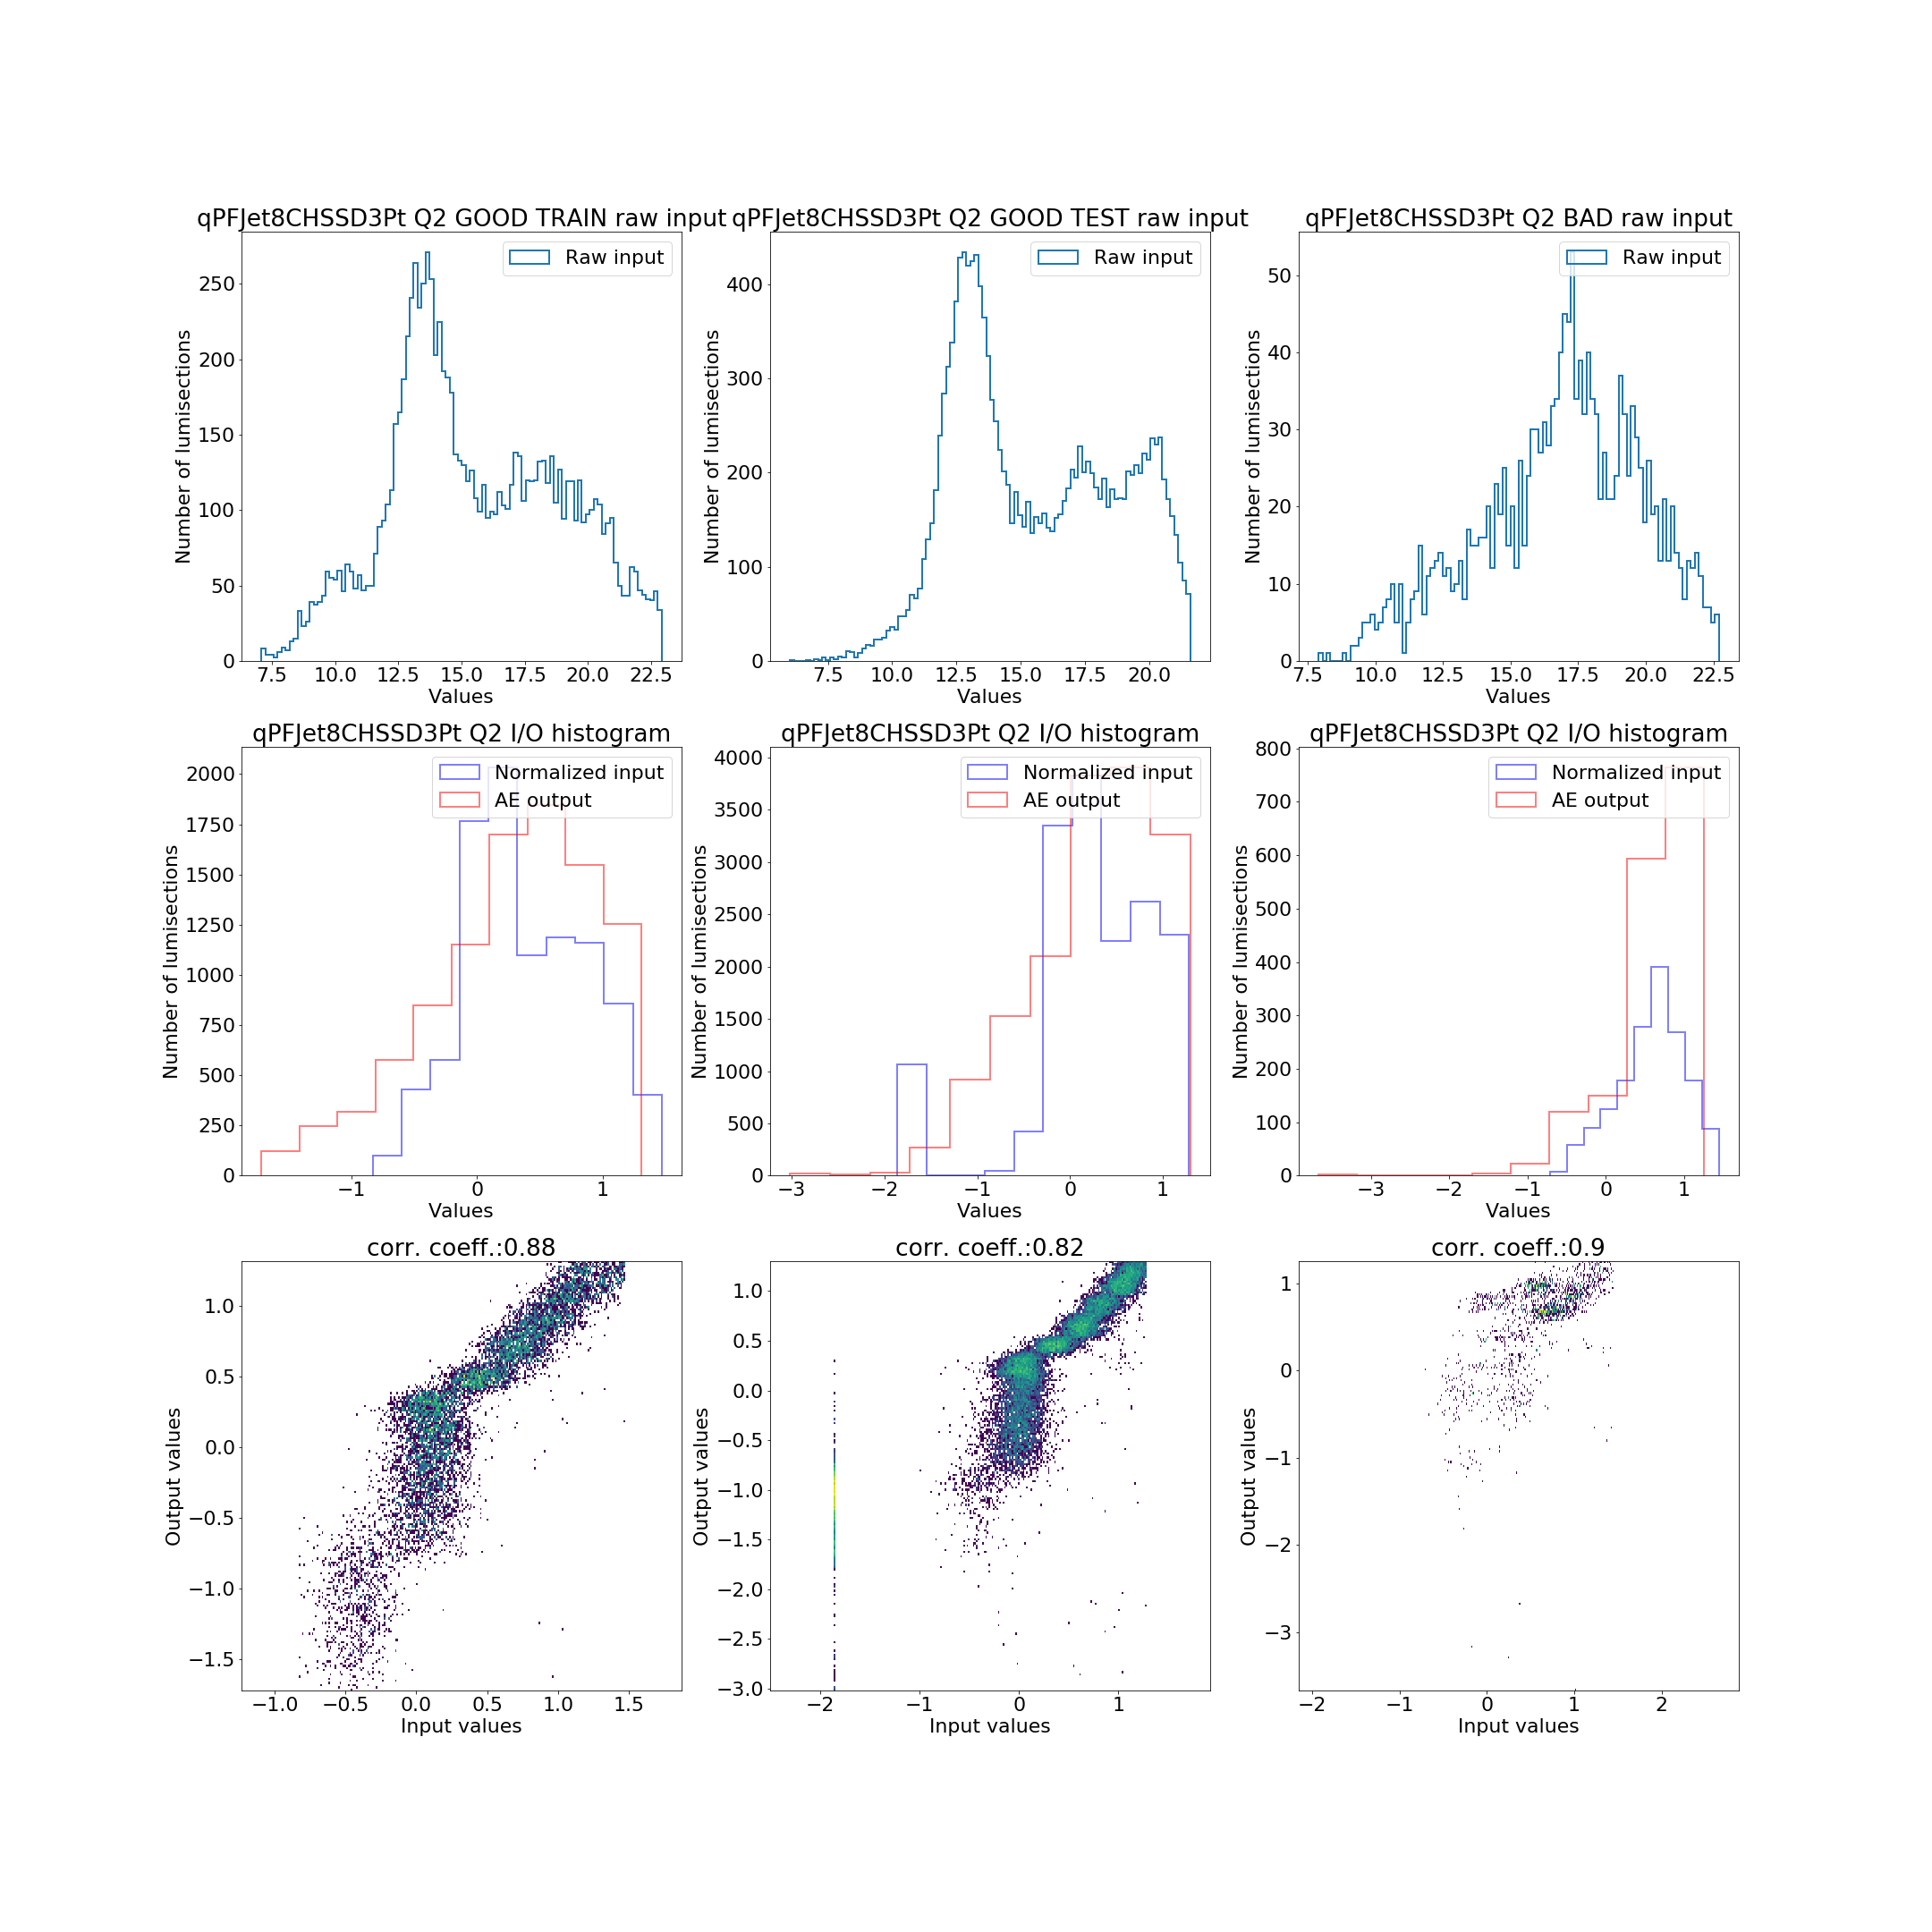 qPFJet8CHSSD3Pt Q2 GOOD TRAIN raw input
Raw input
Number of lumisections
0
50
100
150
200
250
7.5 10.0 12.5 15.0 17.5 20.0 22.5
Values
qPFJet8CHSSD3Pt Q2 GOOD TEST raw input
Raw input
Number of lumisections
0
100
200
300
400
7.5 10.0 12.5 15.0 17.5 20.0
Values
qPFJet8CHSSD3Pt Q2 BAD raw input
Raw input
Number of lumisections
0
10
20
30
40
50
7.5 10.0 12.5 15.0 17.5 20.0 22.5
Values
qPFJet8CHSSD3Pt Q2 I/O histogram
Normalized input
AE output
Number of lumisections
0
250
500
750
1000
1250
1500
1750
2000
−1 0 1
Values
qPFJet8CHSSD3Pt Q2 I/O histogram
Normalized input
AE output
Number of lumisections
0
500
1000
1500
2000
2500
3000
3500
4000
−3 −2 −1 0 1
Values
qPFJet8CHSSD3Pt Q2 I/O histogram
Normalized input
AE output
Number of lumisections
0
100
200
300
400
500
600
700
800
−3 −2 −1 0 1
Values
corr. coeff.:0.88
Output values
1.0
0.5
0.0
−0.5
−1.0
−1.5
−1.0 −0.5 0.0 0.5 1.0 1.5
Input values
corr. coeff.:0.82
Output values
1.0
0.5
0.0
−0.5
−1.0
−1.5
−2.0
−2.5
−3.0
−2 −1 0 1
Input values
corr. coeff.:0.9
Output values
1
0
−1
−2
−3
−2 −1 0 1 2
Input values